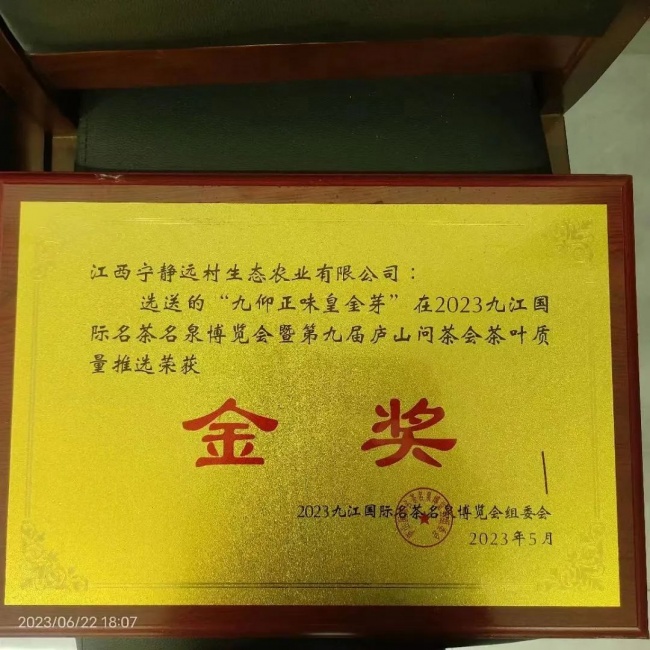 江西宁静远村生态农业有限公司：
选送的“九仰正味皇金芽”在2023九江国
际名茶名泉博览会暨第九届庐山问茶会茶叶质
量推选荣获
金奖
2023九江国际名茶名泉博览会组委会
2023年5月
2023/06/22 18:07